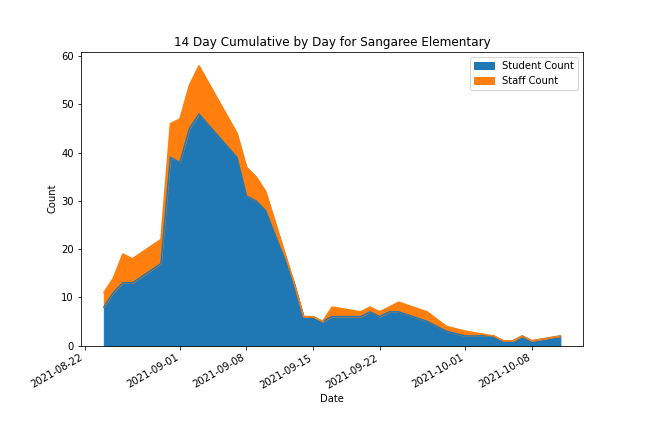 14 Day Cumulative by Day for Sangaree Elementary
Student Count
Staff Count
60
50
40
30
20
10
0
Count
2021-08-22
2021-09-01
2021-09-08
2021-09-15
2021-09-22
2021-10-01
2021-10-08
Date